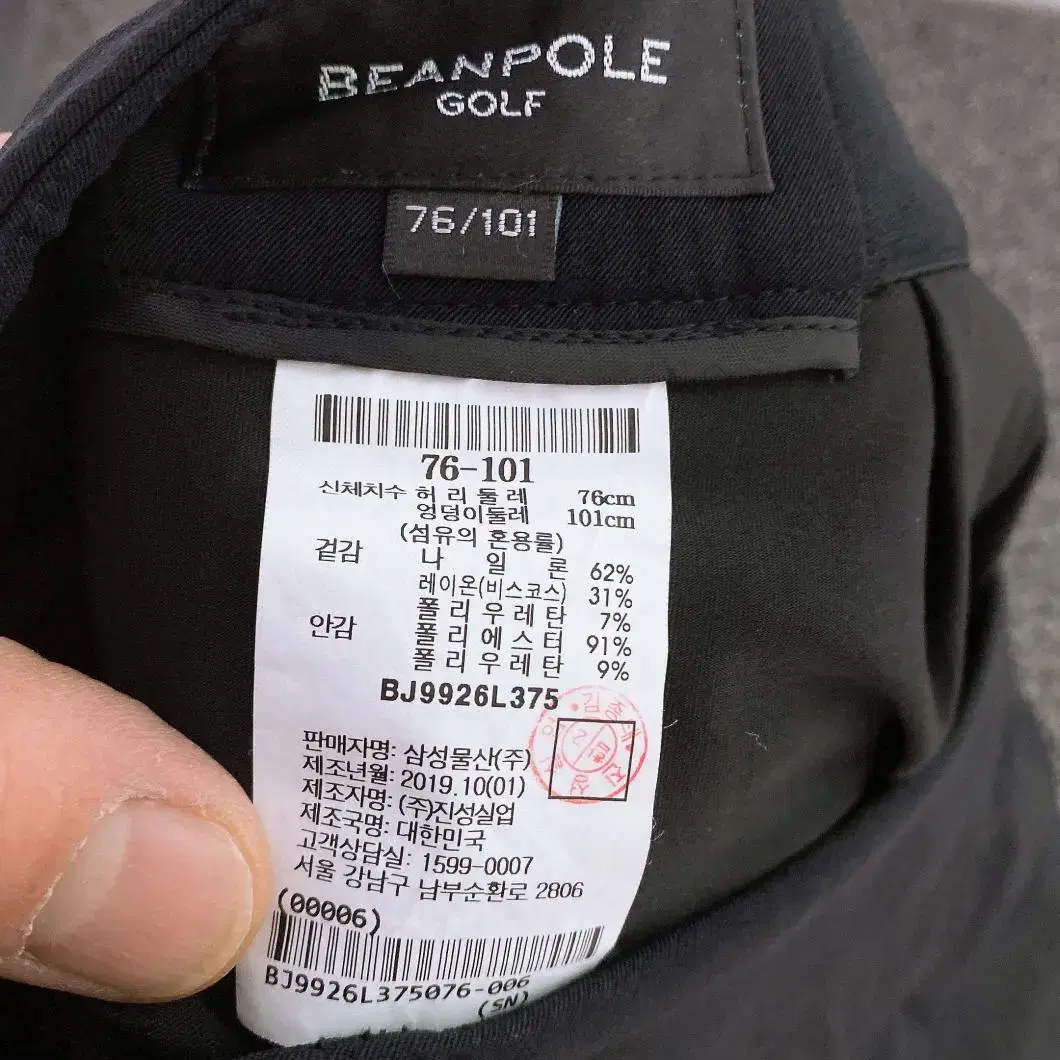 BEANPOLE
GOLF
76/101
76-101
신체치수 허리둘레 76cm
엉덩이둘레 101cm
(섬유의 혼용률)
겉감 나일론 62%
레이온(비스코스) 31%
폴리우레탄 7%
안감 폴리에스터 91%
폴리우레탄 9%
BJ9926L375
판매자명: 삼성물산(주)
제조년월: 2019.10(01)
제조자명: (주)진성실업
제조국명: 대한민국
고객상담실: 1599-0007
서울 강남구 남부순환로 2806
(00006)
BJ9926L375076-006
(SN)